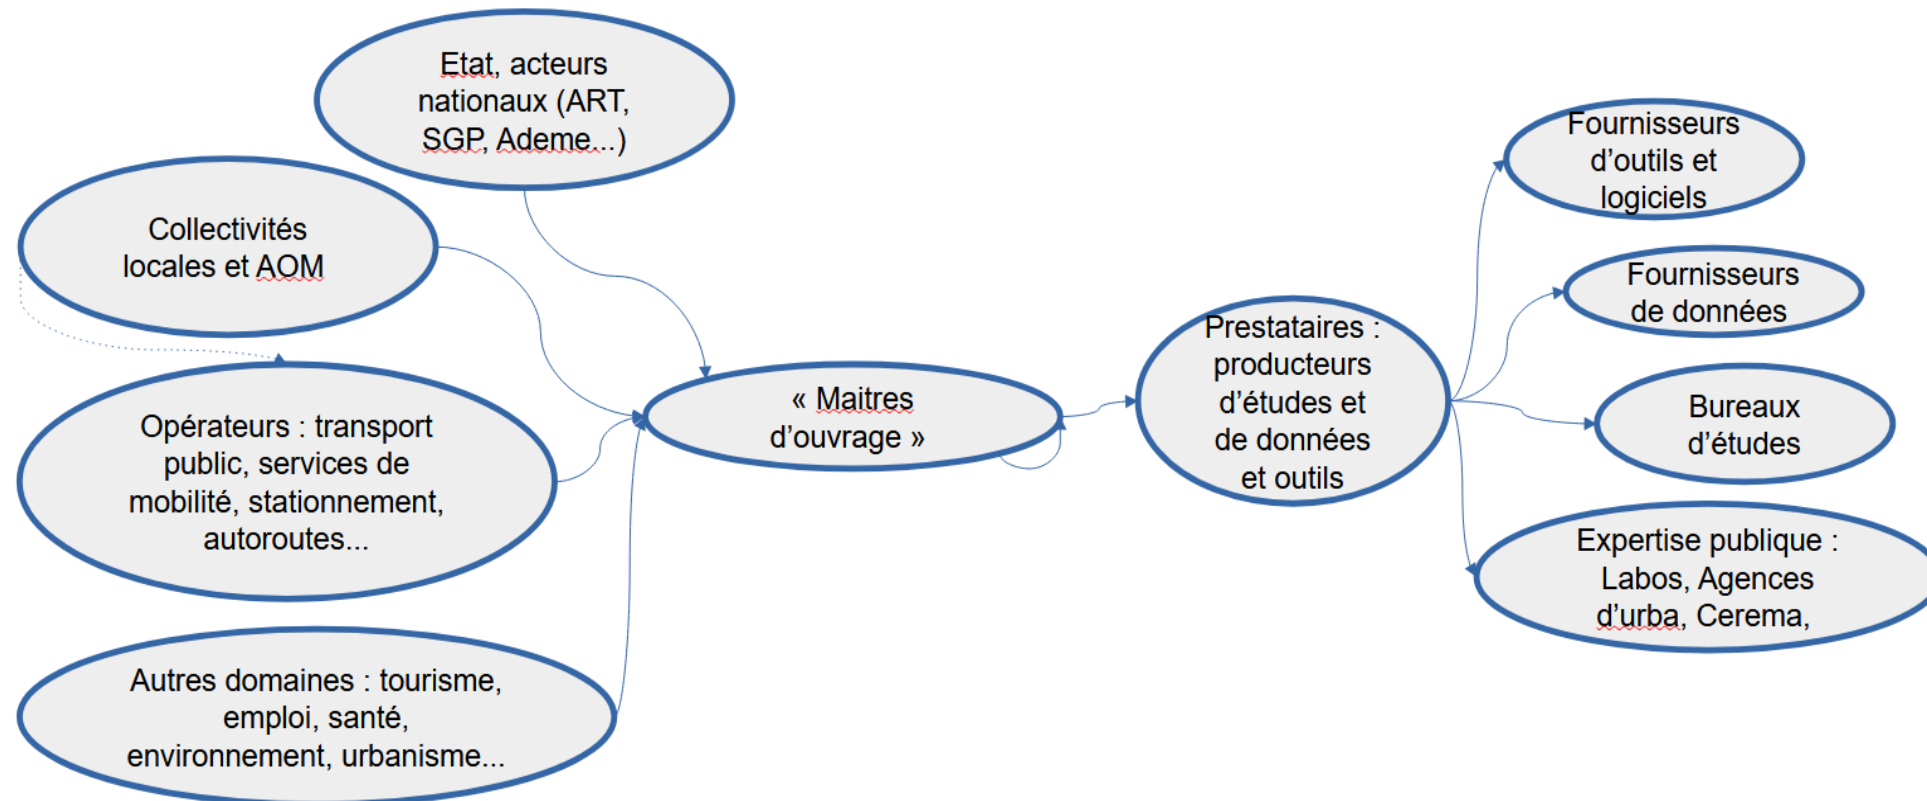 Etat, acteurs
nationaux (ART,
SGP, Ademe...)
Collectivités
locales et AOM
Opérateurs : transport
public, services de
mobilité, stationnement,
autoroutes...
Autres domaines : tourisme,
emploi, santé,
environnement, urbanisme...
« Maitres
d’ouvrage »
Prestataires :
producteurs
d’études et
de données
et outils
Fournisseurs
d’outils et
logiciels
Fournisseurs
de données
Bureaux
d’études
Expertise publique :
Labos, Agences
d’urba, Cerema,